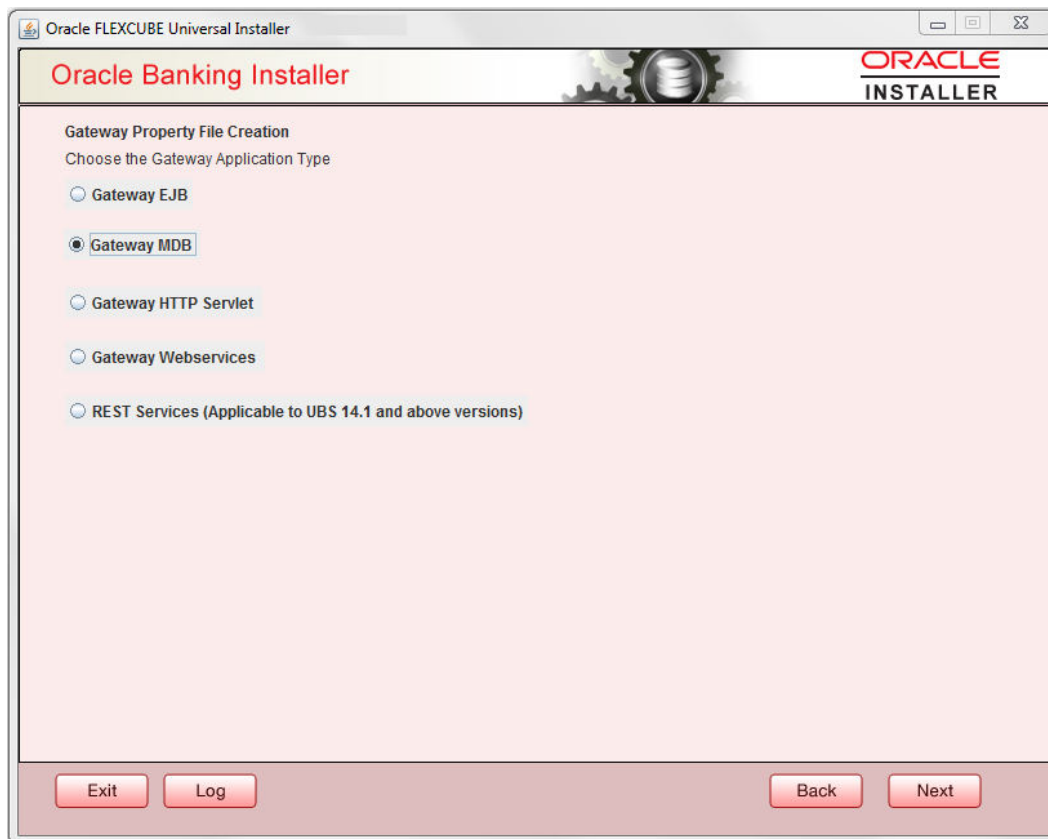 Oracle FLEXCUBE Universal Installer
Oracle Banking Installer
ORACLE
INSTALLER
Gateway Property File Creation
Choose the Gateway Application Type
Gateway EJB
Gateway MDB
Gateway HTTP Servlet
Gateway Webservices
REST Services (Applicable to UBS 14.1 and above versions)
Exit
Log
Back
Next